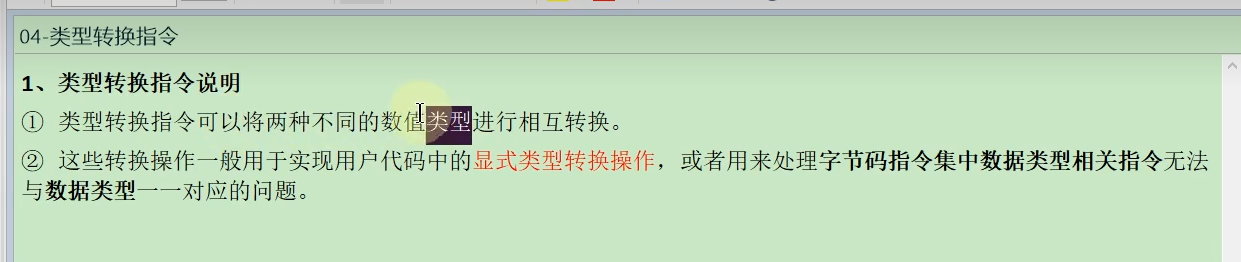 04-类型转换指令
1、类型转换指令说明
① 类型转换指令可以将两种不同的数值类型进行相互转换。
② 这些转换操作一般用于实现用户代码中的显式类型转换操作，或者用来处理字节码指令集中数据类型相关指令无法
与数据类型一一对应的问题。